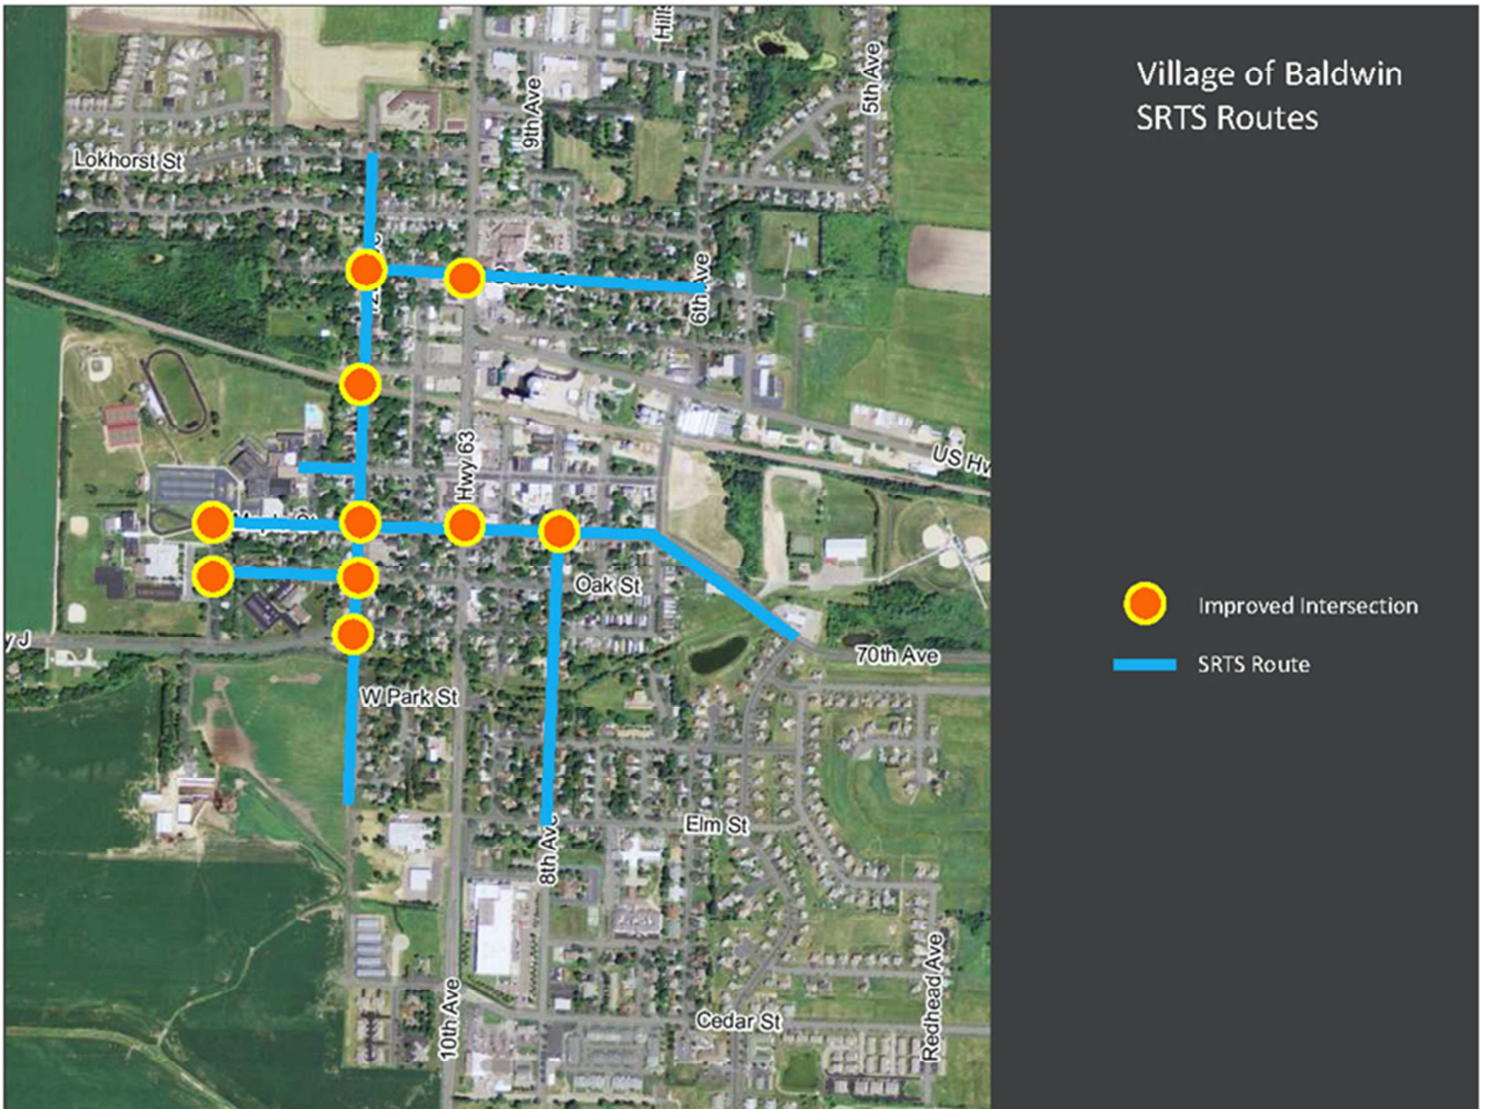 Village of Baldwin
SRTS Routes
Hill
5th Ave
9th Ave
Lokhorst St
6th Ave
US Hw
Hwy 63
Oak St
y J
70th Ave
W Park St
Elm St
8th Ave
10th Ave
Redhead Ave
Cedar St
Improved Intersection
SRTS Route